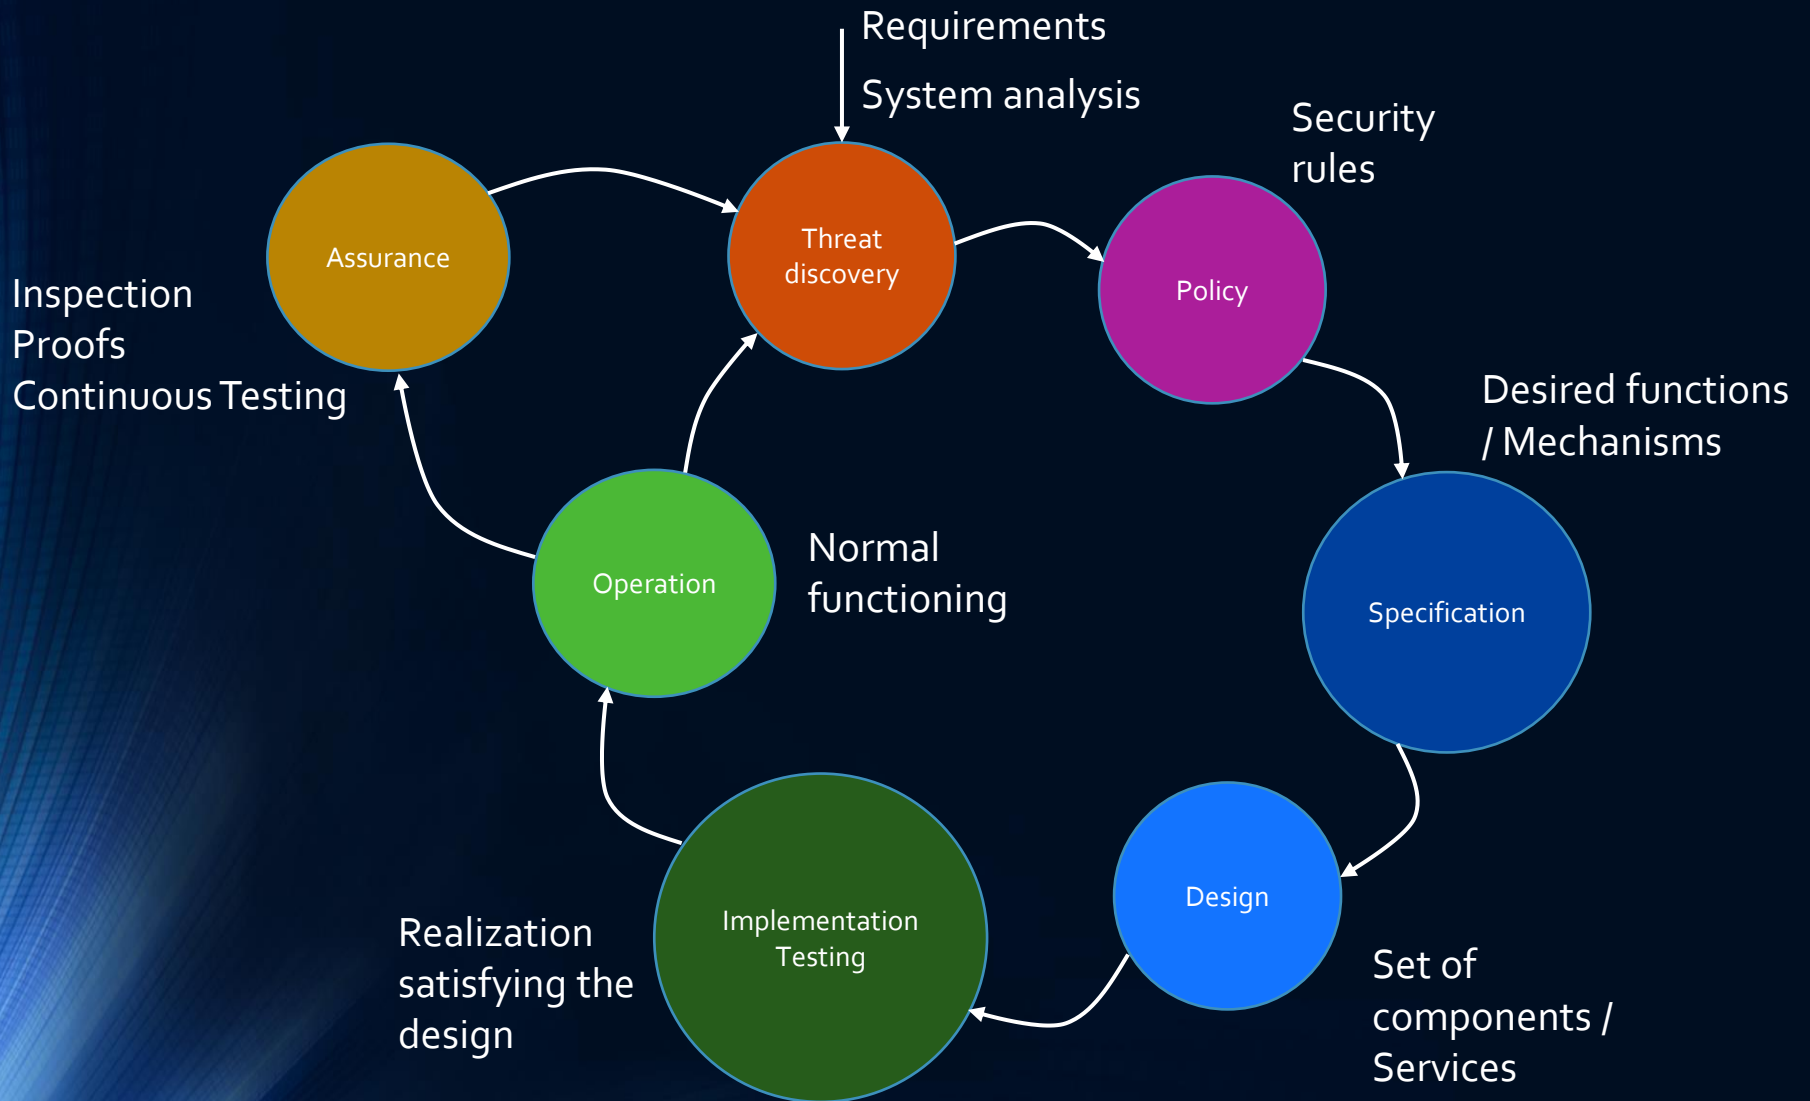 Requirements
System analysis
Security
rules
Assurance
Threat
discovery
Policy
Inspection
Proofs
Continuous Testing
Desired functions
/ Mechanisms
Normal
functioning
Operation
Specification
Implementation
Testing
Design
Realization
satisfying the
design
Set of
components /
Services